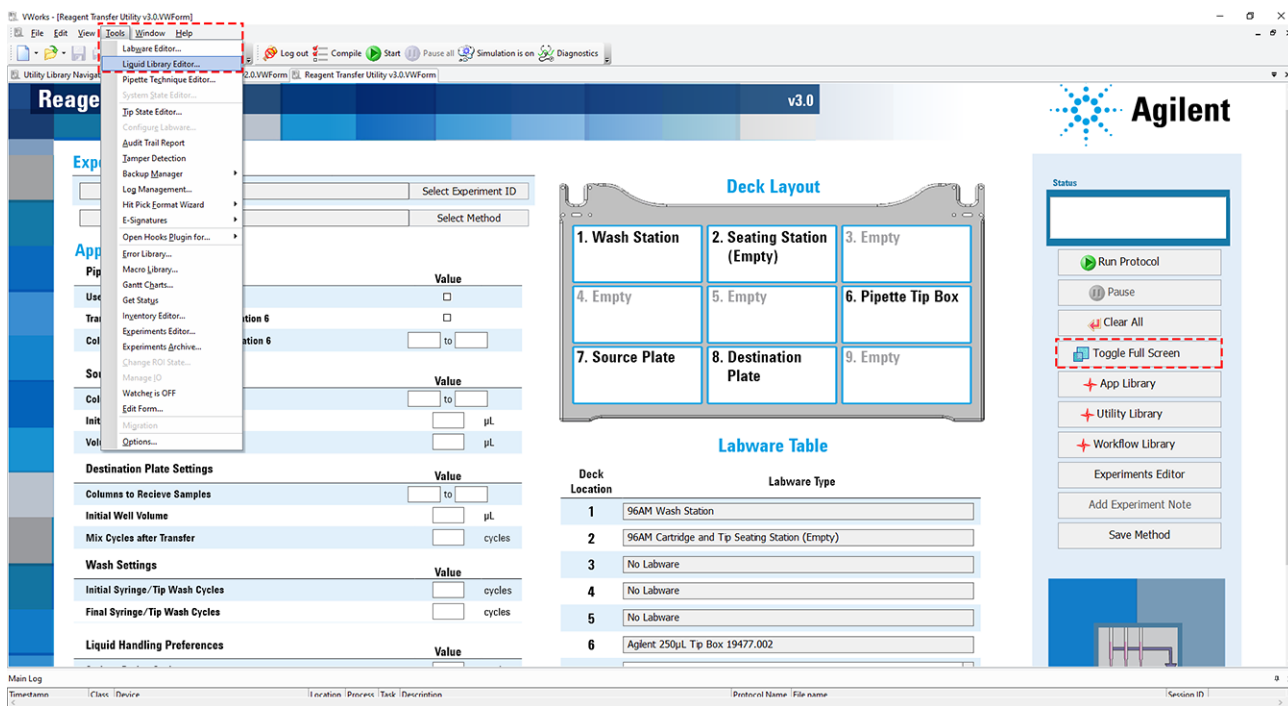 VWorks - [Reagent Transfer Utility v3.0.VWForm]
File Edit View Tools Window Help
Log out Compile Start Pause all Simulation is on Diagnostics
Utility Library Navigat 2.0.VWForm Reagent Transfer Utility v3.0.VWForm
Labware Editor...
Liquid Library Editor...
Pipette Technique Editor...
System State Editor...
Tip State Editor...
Configure Labware...
Audit Trail Report
Tamper Detection
Backup Manager
Log Management...
Hit Pick Format Wizard
E-Signatures
Open Hooks Plugin for...
Error Library...
Macro Library...
Gantt Charts...
Get Status
Inventory Editor...
Experiments Editor...
Experiments Archive...
Change ROI State...
Manage IO
Watcher is OFF
Edit Form...
Migration
Options...
Reage
v3.0
Agilent
Expe
Select Experiment ID
Select Method
App
Pip
Value
Use
Tran
ation 6
Col
ation 6
to
Sou
Value
Col
to
Init
µL
Volu
µL
Destination Plate Settings
Value
Columns to Recieve Samples
to
Initial Well Volume
µL
Mix Cycles after Transfer
cycles
Wash Settings
Value
Initial Syringe/Tip Wash Cycles
cycles
Final Syringe/Tip Wash Cycles
cycles
Liquid Handling Preferences
Value
Deck Layout
1. Wash Station
2. Seating Station
(Empty)
3. Empty
4. Empty
5. Empty
6. Pipette Tip Box
7. Source Plate
8. Destination
Plate
9. Empty
Labware Table
Deck
Location
Labware Type
1 96AM Wash Station
2 96AM Cartridge and Tip Seating Station (Empty)
3 No Labware
4 No Labware
5 No Labware
6 Agilent 250µL Tip Box 19477.002
Status
Run Protocol
Pause
Clear All
Toggle Full Screen
App Library
Utility Library
Workflow Library
Experiments Editor
Add Experiment Note
Save Method
Main Log
Timestamp Class Device Location Process Task Description Protocol Name File name Session ID